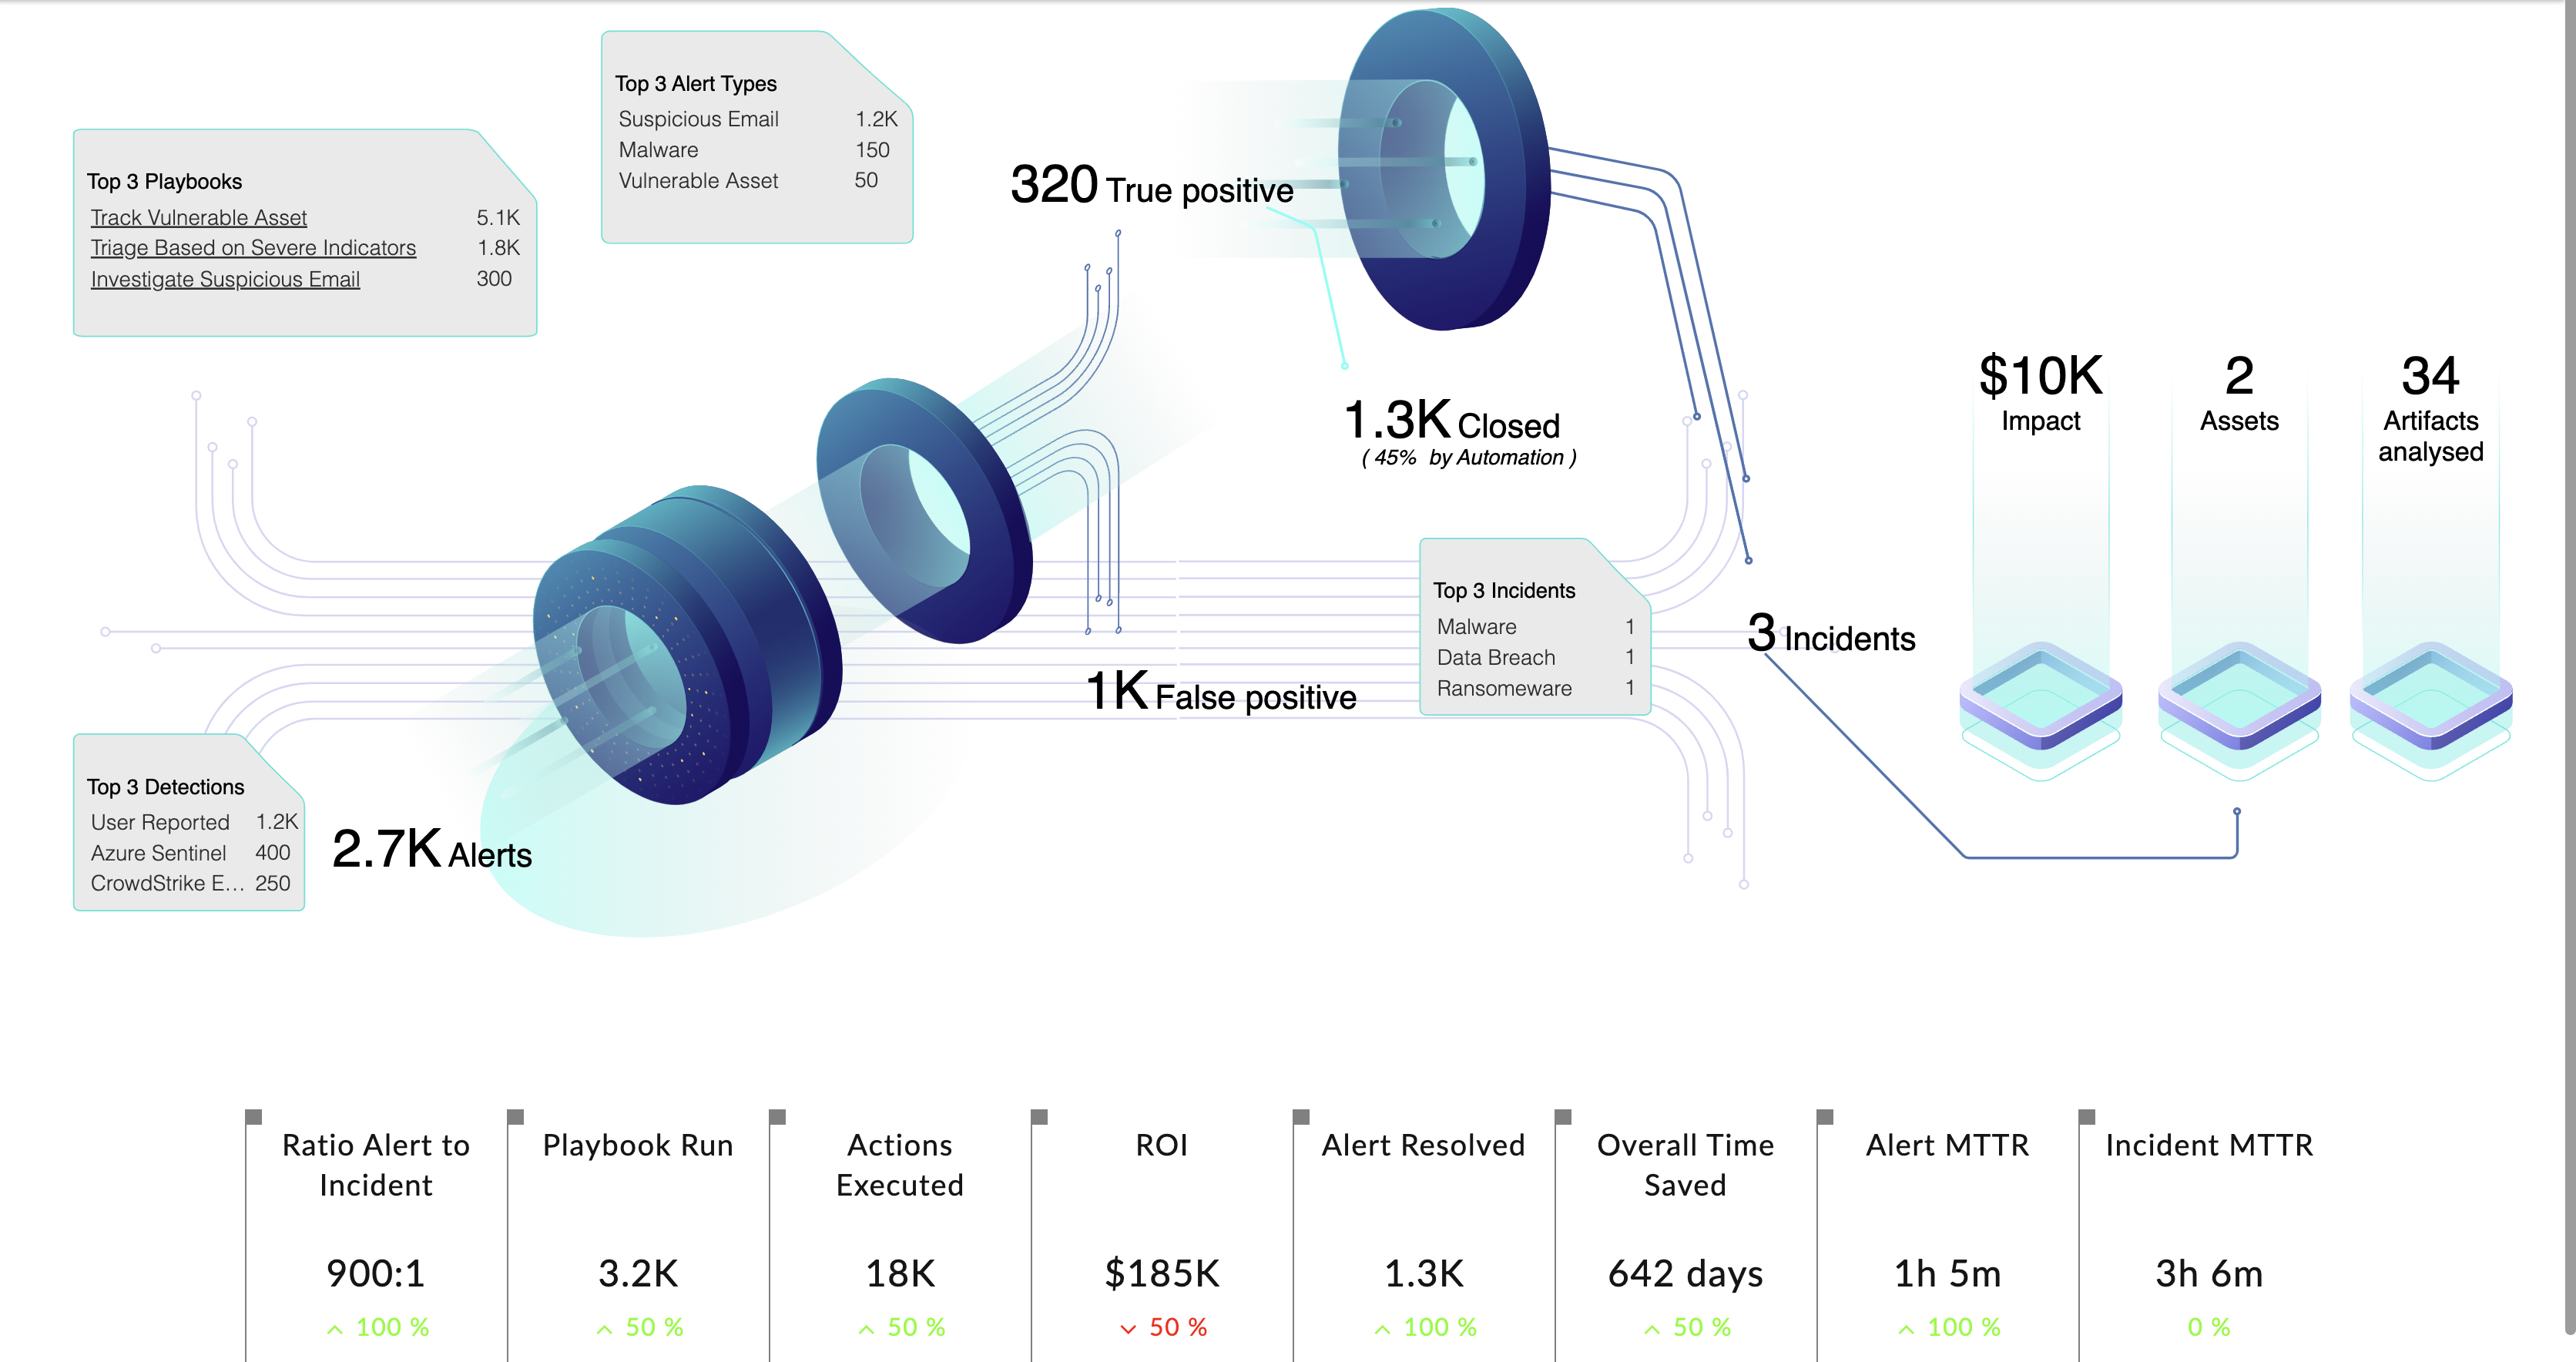 Top 3 Alert Types
Suspicious Email 1.2K
Malware 150
Vulnerable Asset 50
Top 3 Playbooks
Track Vulnerable Asset 5.1K
Triage Based on Severe Indicators 1.8K
Investigate Suspicious Email 300
320 True positive
1.3K Closed
( 45% by Automation )
$10K
Impact
2
Assets
34
Artifacts
analysed
Top 3 Incidents
Malware 1
Data Breach 1
Ransomeware 1
3 Incidents
1K False positive
Top 3 Detections
User Reported 1.2K
Azure Sentinel 400
CrowdStrike E... 250
2.7K Alerts
Ratio Alert to
Incident
900:1
100 %
Playbook Run
3.2K
50 %
Actions
Executed
18K
50 %
ROI
$185K
50 %
Alert Resolved
1.3K
100 %
Overall Time
Saved
642 days
50 %
Alert MTTR
1h 5m
100 %
Incident MTTR
3h 6m
0 %